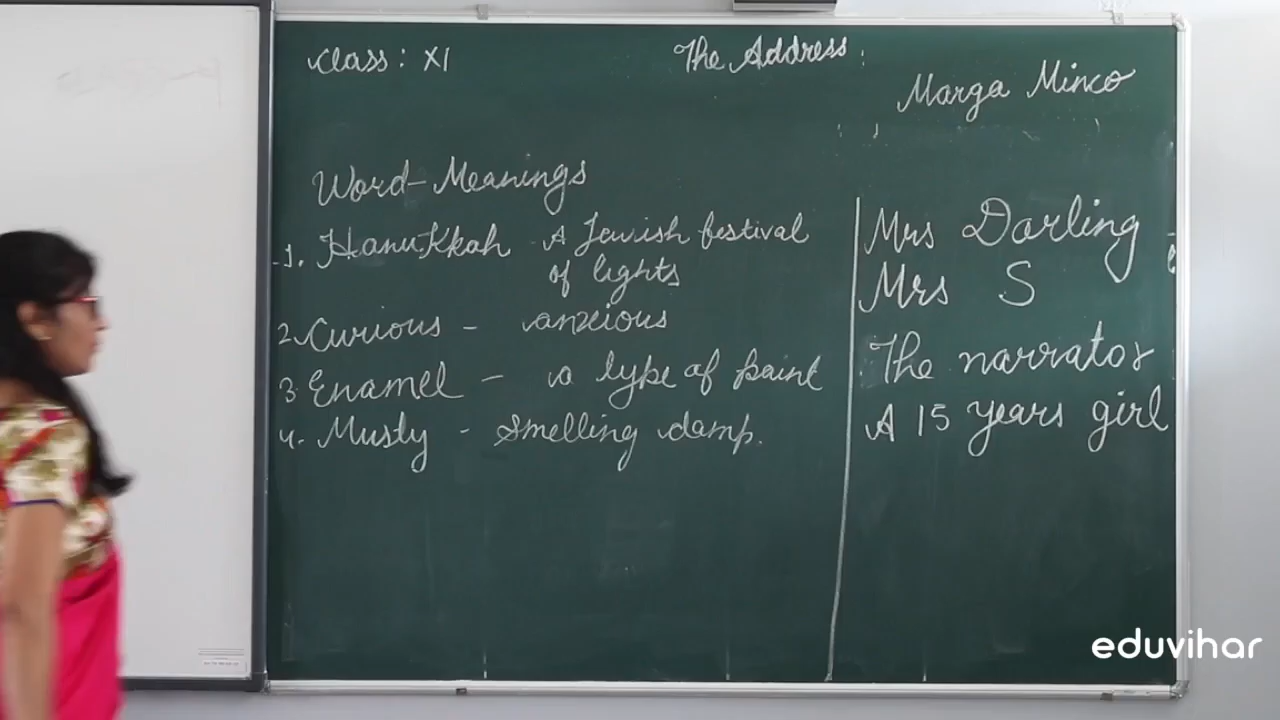 Class: XI
The Address:
Marga Minco
Word-Meanings
1. Hanukkah - A Jewish festival
of lights
2. Curious - anxious
3. Enamel - a type of paint
4. Musty - smelling damp.
Mrs Darling
Mrs S
The narrator
A 15 years girl
eduvihar